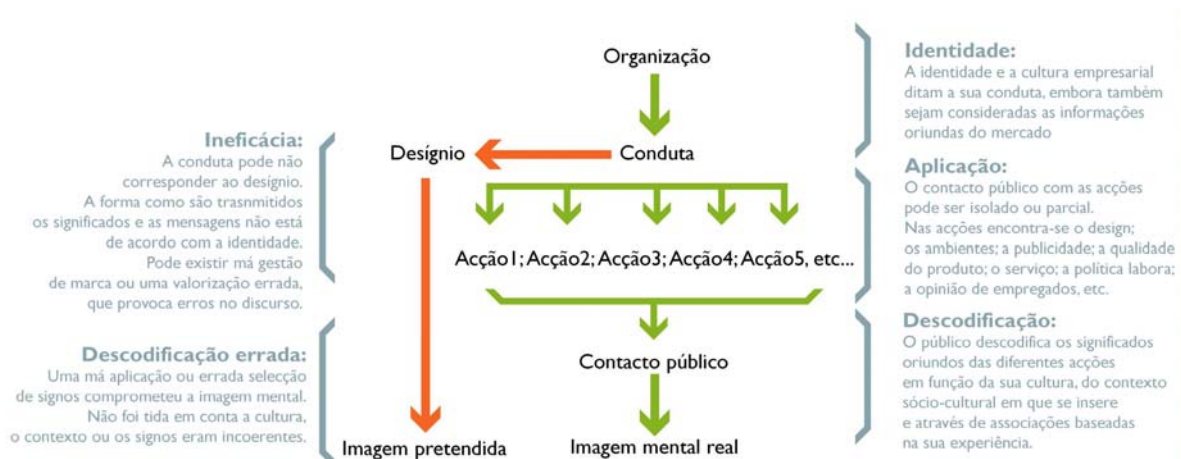 Organização
Desígnio
Conduta
Acção1; Acção2; Acção3; Acção4; Acção5, etc...
Contacto público
Imagem pretendida
Imagem mental real
Ineficácia:
A conduta pode não
corresponder ao desígnio.
A forma como são trasnmitidos
os significados e as mensagens não está
de acordo com a identidade.
Pode existir má gestão
de marca ou uma valorização errada,
que provoca erros no discurso.
Descodificação errada:
Uma má aplicação ou errada selecção
de signos comprometeu a imagem mental.
Não foi tida em conta a cultura,
o contexto ou os signos eram incoerentes.
Identidade:
A identidade e a cultura empresarial
ditam a sua conduta, embora também
sejam consideradas as informações
oriundas do mercado
Aplicação:
O contacto público com as acções
pode ser isolado ou parcial.
Nas acções encontra-se o design;
os ambientes; a publicidade; a qualidade
do produto; o serviço; a política labora;
a opinião de empregados, etc.
Descodificação:
O público descodifica os significados
oriundos das diferentes acções
em função da sua cultura, do contexto
sócio-cultural em que se insere
e através de associações baseadas
na sua experiência.